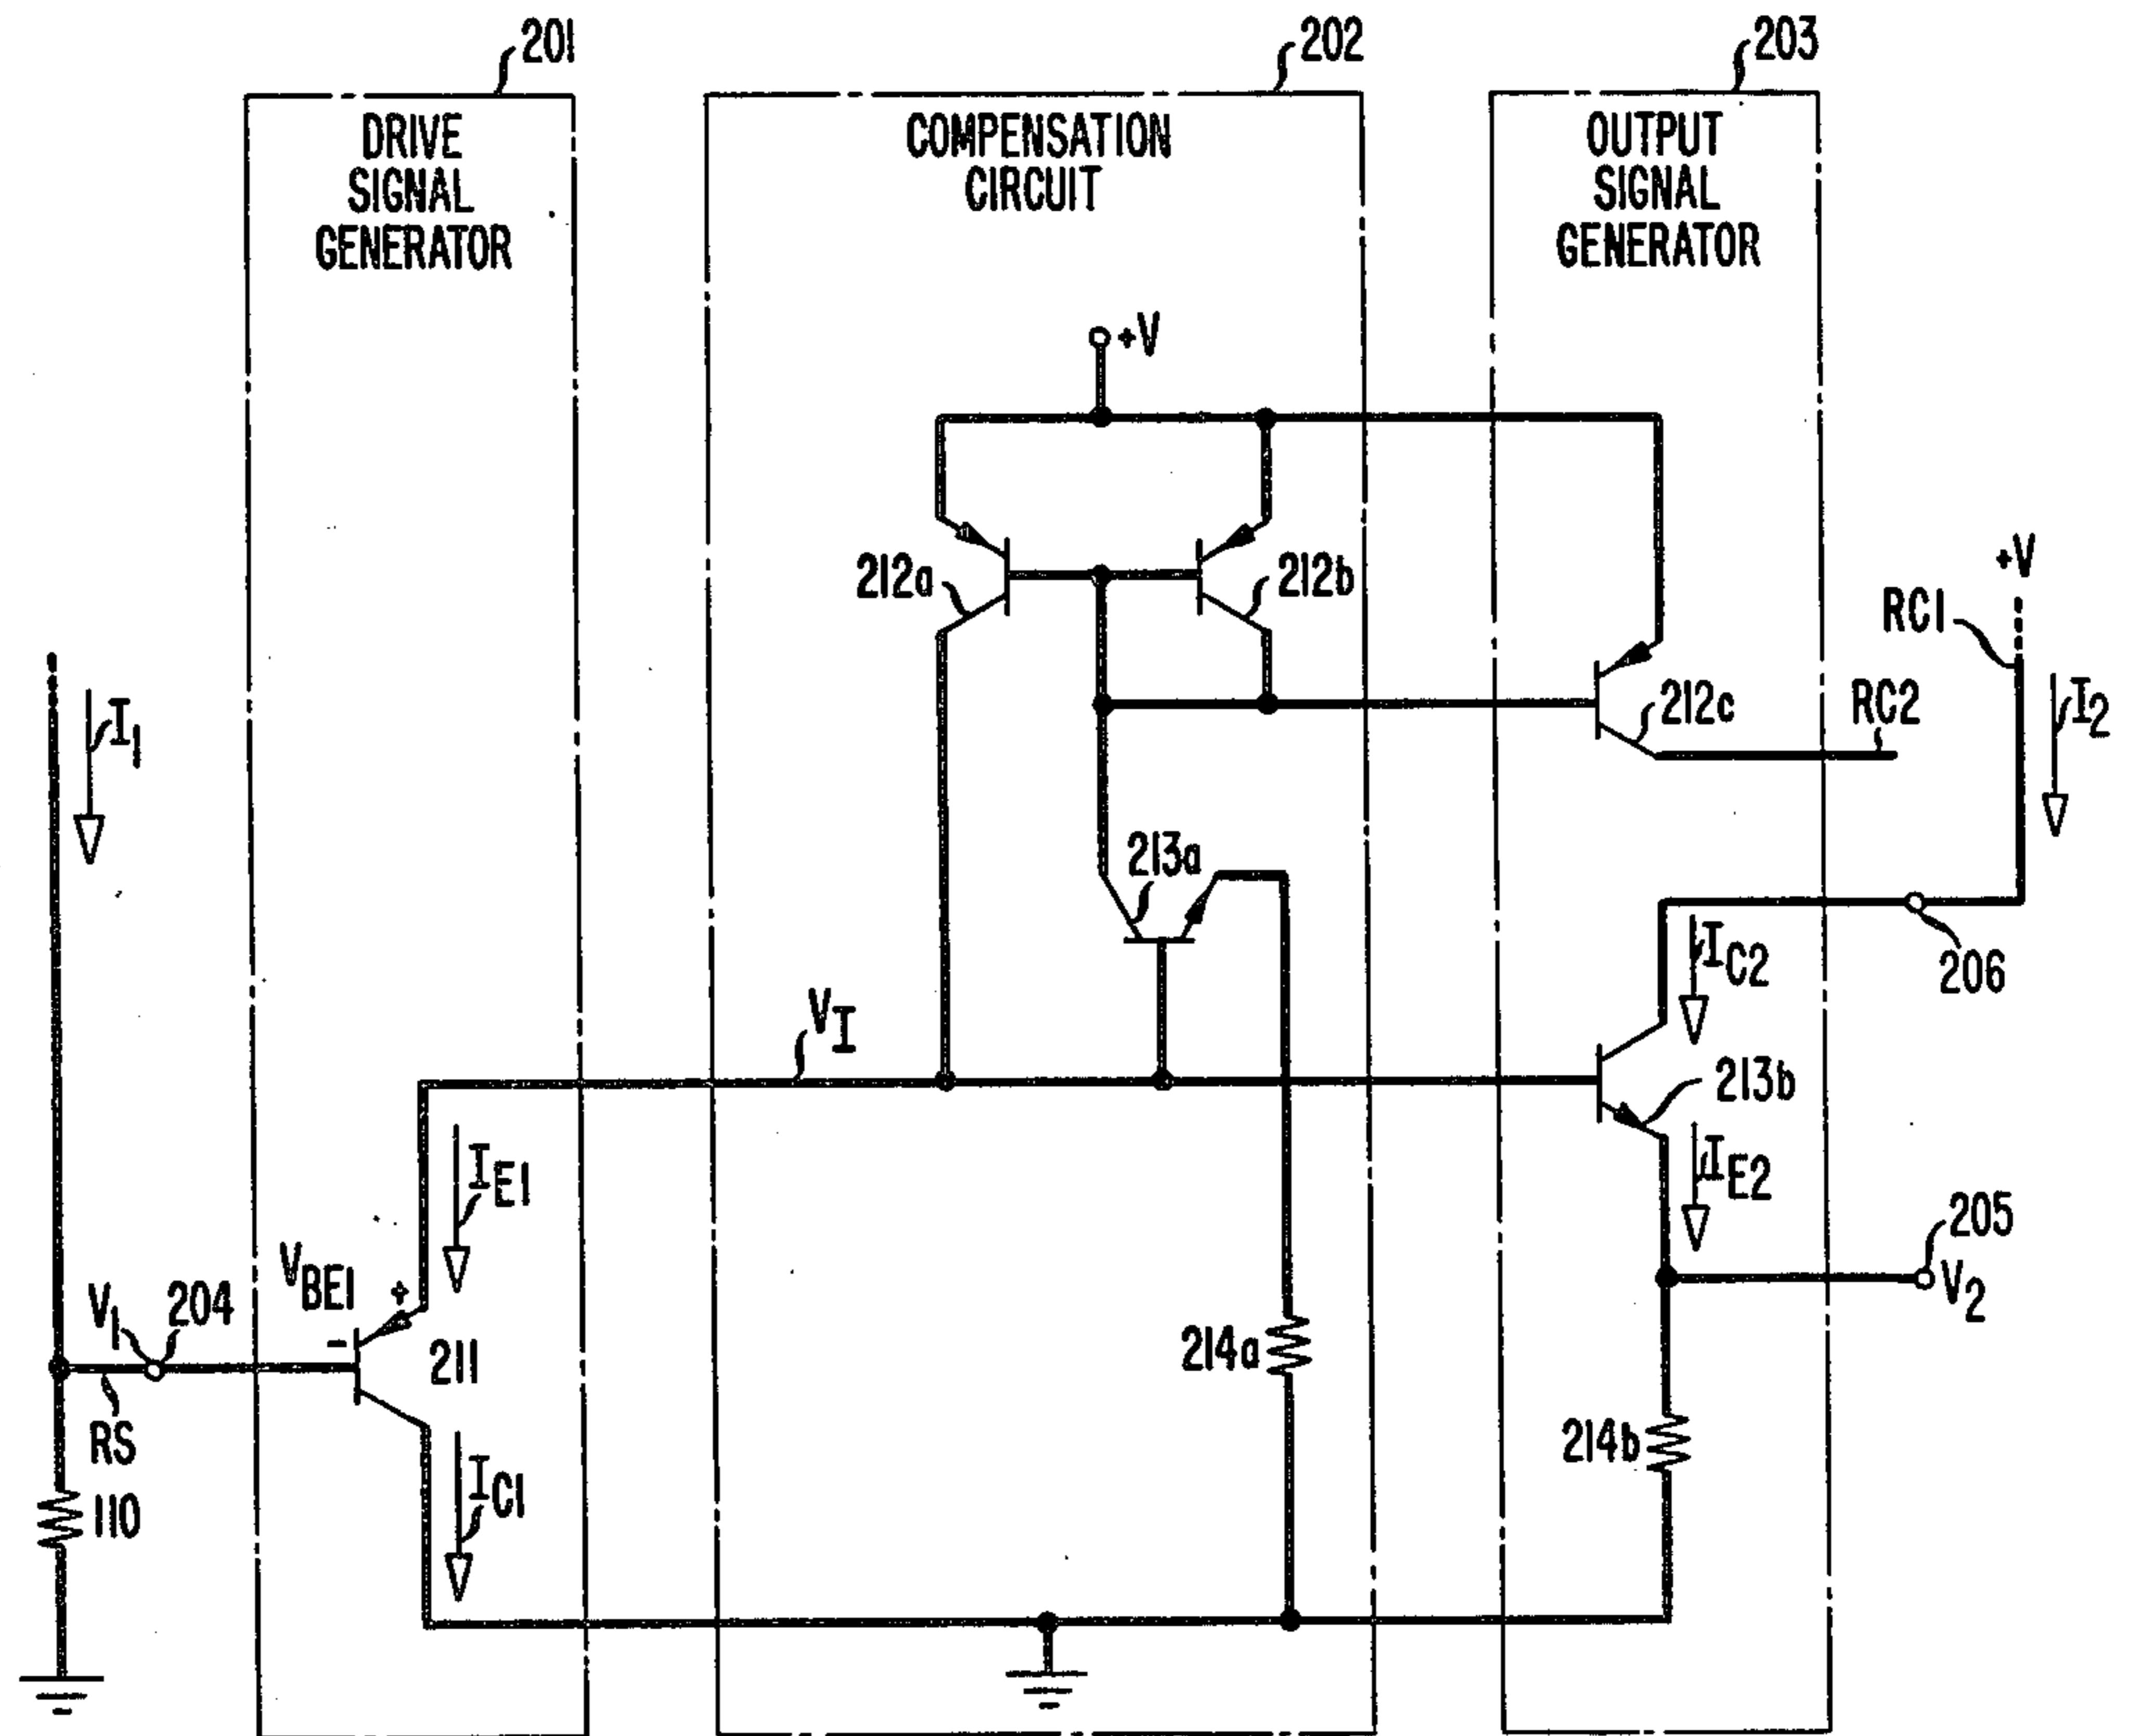 201
202
203
DRIVE
SIGNAL
GENERATOR
COMPENSATION
CIRCUIT
OUTPUT
SIGNAL
GENERATOR
+V
212a
212b
+V
RC1
I1
212c
RC2
I2
213a
IC2
206
VI
213b
IE1
IE2
205
V2
VBE1
+
-
V1
204
211
214a
RS
214b
110
IC1